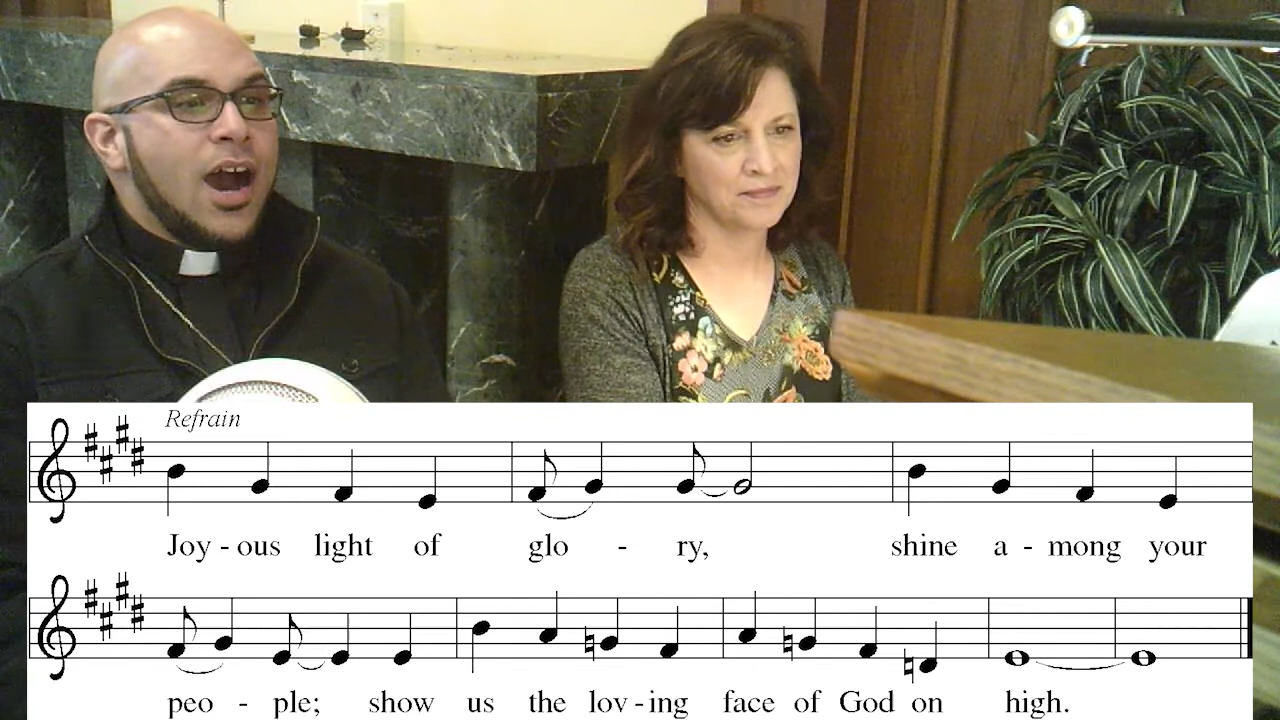 Refrain
Joy - ous light of glo - ry, shine a - mong your
peo - ple; show us the lov - ing face of God on high.